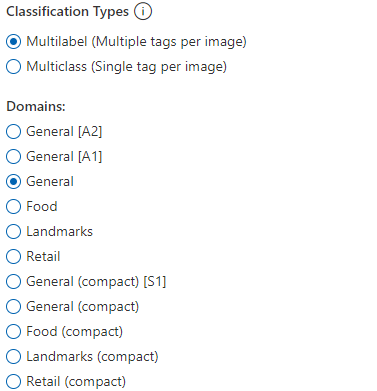 Classification Types
Multilabel (Multiple tags per image)
Multiclass (Single tag per image)
Domains:
General [A2]
General [A1]
General
Food
Landmarks
Retail
General (compact) [S1]
General (compact)
Food (compact)
Landmarks (compact)
Retail (compact)